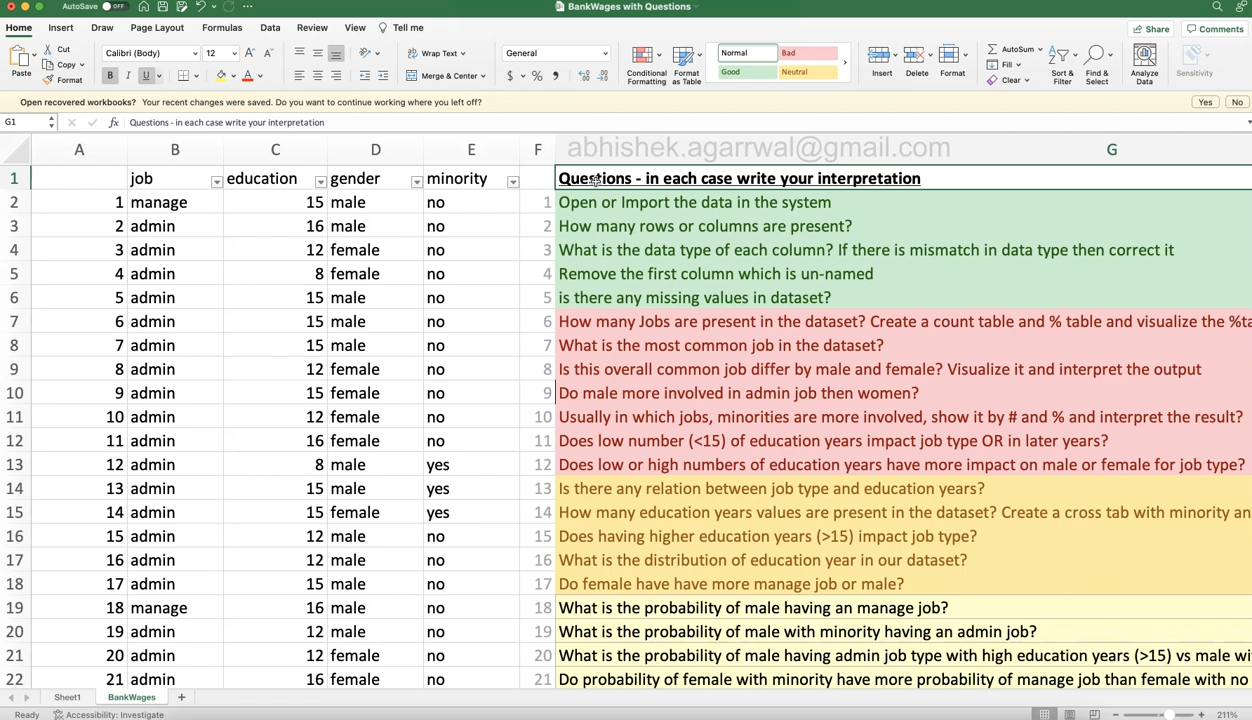 AutoSave OFF BankWages with Questions
Home Insert Draw Page Layout Formulas Data Review View Tell me Share Comments
Paste Cut Copy Format
Calibri (Body) 12 A A
B I U A
Wrap Text
Merge & Center
General
$ % ,
Conditional Formatting
Format as Table
Normal Bad
Good Neutral
Insert Delete Format
AutoSum
Fill
Clear
Sort & Filter
Find & Select
Analyze Data
Sensitivity
Open recovered workbooks? Your recent changes were saved. Do you want to continue working where you left off? Yes No
G1 fx Questions - in each case write your interpretation
abhishek.agarrwal@gmail.com
A B C D E F G
1 job education gender minority Questions - in each case write your interpretation
2 1 manage 15 male no 1 Open or Import the data in the system
3 2 admin 16 male no 2 How many rows or columns are present?
4 3 admin 12 female no 3 What is the data type of each column? If there is mismatch in data type then correct it
5 4 admin 8 female no 4 Remove the first column which is un-named
6 5 admin 15 male no 5 is there any missing values in dataset?
7 6 admin 15 male no 6 How many Jobs are present in the dataset? Create a count table and % table and visualize the %ta
8 7 admin 15 male no 7 What is the most common job in the dataset?
9 8 admin 12 female no 8 Is this overall common job differ by male and female? Visualize it and interpret the output
10 9 admin 15 female no 9 Do male more involved in admin job then women?
11 10 admin 12 female no 10 Usually in which jobs, minorities are more involved, show it by # and % and interpret the result?
12 11 admin 16 female no 11 Does low number (<15) of education years impact job type OR in later years?
13 12 admin 8 male yes 12 Does low or high numbers of education years have more impact on male or female for job type?
14 13 admin 15 male yes 13 Is there any relation between job type and education years?
15 14 admin 15 female yes 14 How many education years values are present in the dataset? Create a cross tab with minority an
16 15 admin 12 male no 15 Does having higher education years (>15) impact job type?
17 16 admin 12 male no 16 What is the distribution of education year in our dataset?
18 17 admin 15 male no 17 Do female have have more manage job or male?
19 18 manage 16 male no 18 What is the probability of male having an manage job?
20 19 admin 12 male no 19 What is the probability of male with minority having an admin job?
21 20 admin 12 female no 20 What is the probability of male having admin job type with high education years (>15) vs male wi
22 21 admin 16 female no 21 Do probability of female with minority have more probability of manage job than female with no
Sheet1 BankWages +
Ready Accessibility: Investigate 211%